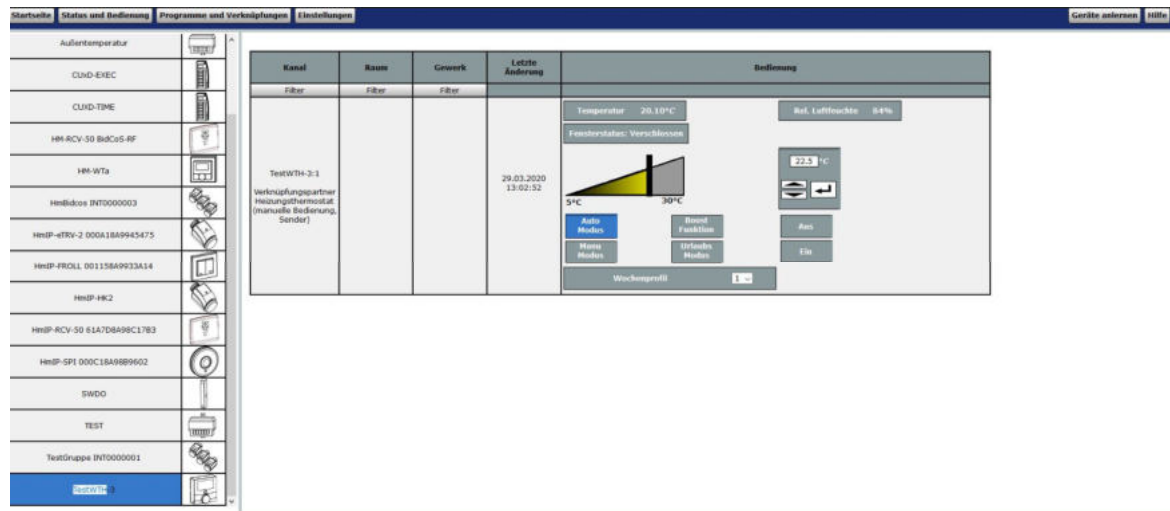 Startseite Status und Bedienung Programme und Verknüpfungen Einstellungen Geräte anlernen Hilfe
Außentemperatur
CUxD-EXEC
CUXD-TIME
HM-RCV-50 BidCoS-RF
HM-WTa
HmBidcos INT0000003
HmIP-eTRV-2 000A18A9945475
HmIP-FROLL 001158A9933A14
HmIP-HK2
HmIP-RCV-50 61A7D8A98C17B3
HmIP-SPI 000C18A98B9602
SWDO
TEST
TestGruppe INT0000001
TestWTH-3
Kanal Raum Gewerk Letzte Änderung Bedienung
Filter Filter Filter
TestWTH-3:1
Verknüpfungspartner
Heizungsthermostat
(manuelle Bedienung,
Sender)
29.03.2020
13:02:52
Temperatur 20.10°C Rel. Luftfeuchte 84%
Fensterstatus: Verschlossen
22.5 °C
5°C 30°C
Auto Modus Boost Funktion Aus
Manu Modus Urlaubs Modus Ein
Wochenprofil 1